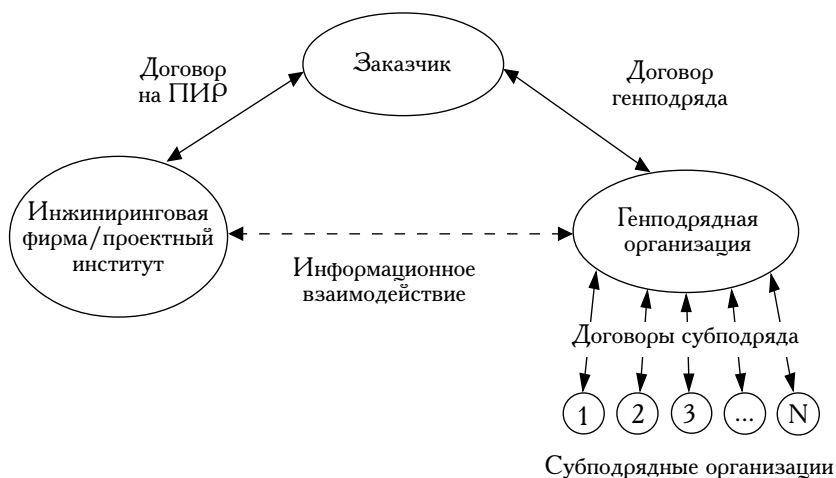 Заказчик
Договор
на ПИР
Договор
генподряда
Инжиниринговая
фирма/проектный
институт
Генподрядная
организация
Информационное
взаимодействие
Договоры субподряда
1
2
3
...
N
Субподрядные организации